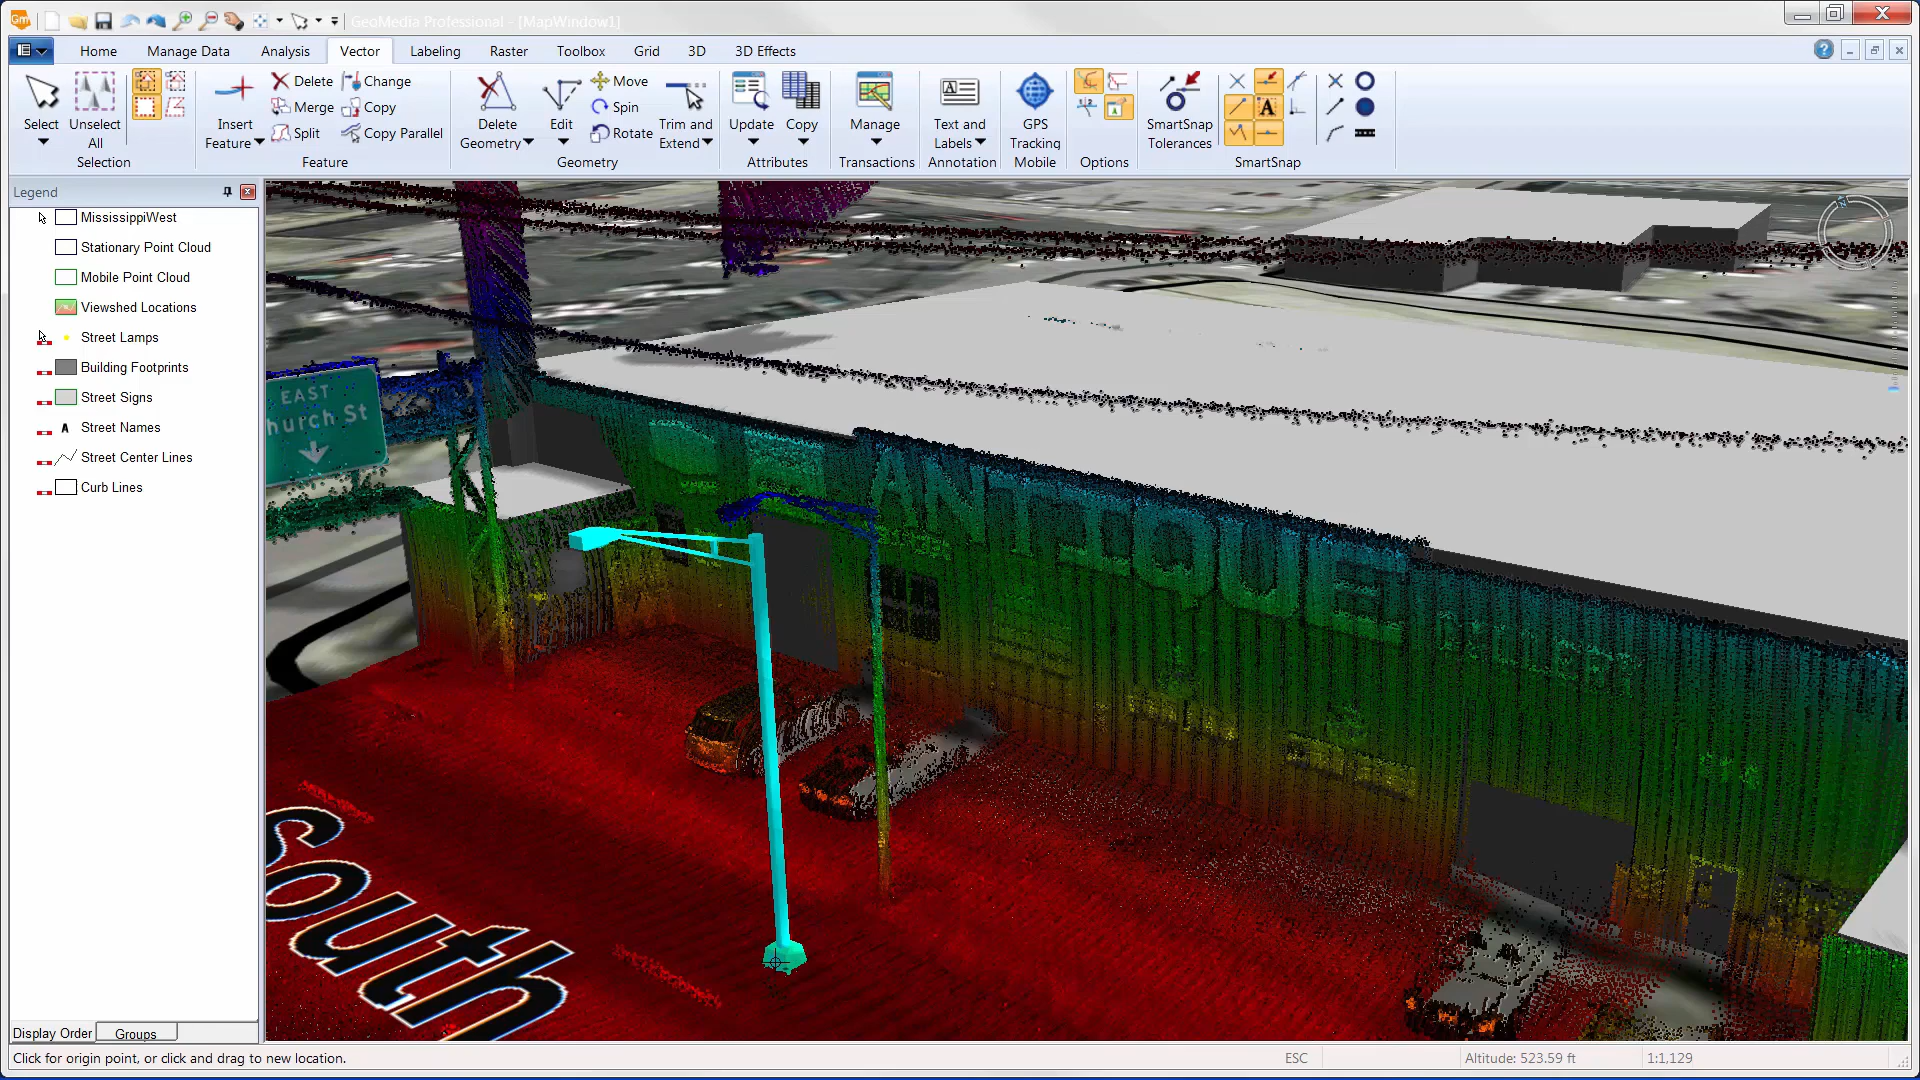 Gm
GeoMedia Professional - [MapWindow1]
Home
Manage Data
Analysis
Vector
Labeling
Raster
Toolbox
Grid
3D
3D Effects
Select
Unselect All
Selection
Insert Feature
Delete
Merge
Split
Change
Copy
Copy Parallel
Feature
Delete Geometry
Edit
Move
Spin
Rotate
Trim and Extend
Geometry
Update
Copy
Attributes
Manage
Transactions
Text and Labels
Annotation
GPS Tracking
Mobile
Options
SmartSnap Tolerances
SmartSnap
Legend
MississippiWest
Stationary Point Cloud
Mobile Point Cloud
Viewshed Locations
Street Lamps
Building Footprints
Street Signs
A Street Names
Street Center Lines
Curb Lines
Display Order
Groups
EAST
hurch St
ANTIQUE
South
N
Click for origin point, or click and drag to new location.
ESC
Altitude: 523.59 ft
1:1,129